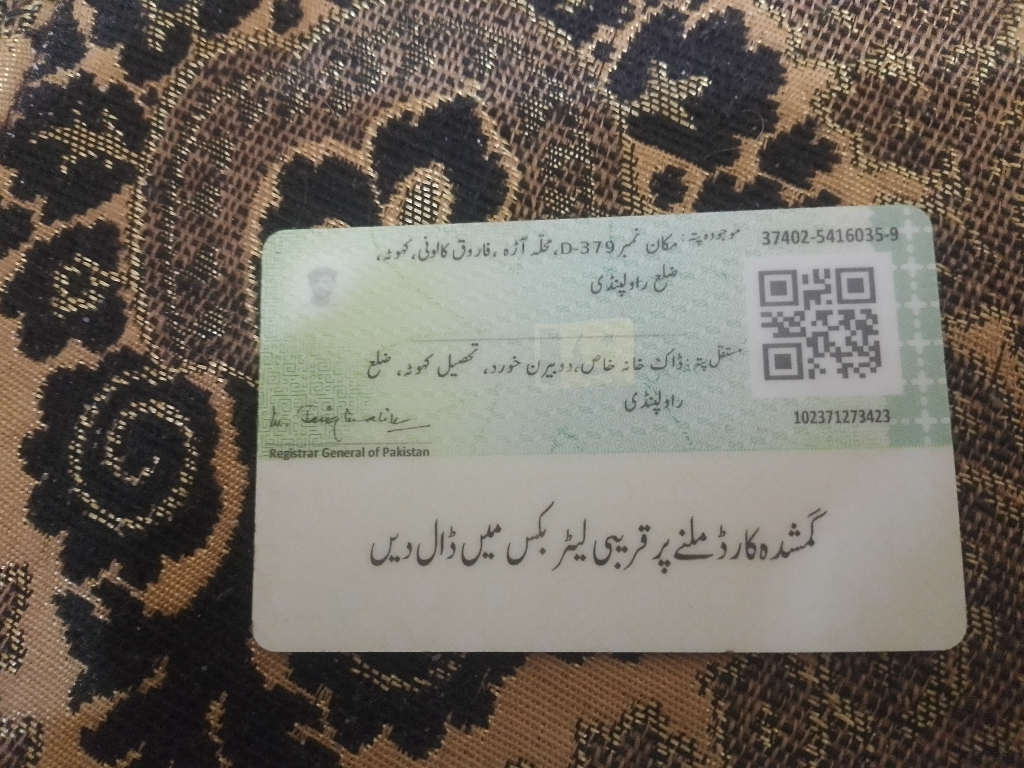 37402-5416035-9
موجودہ پتہ: مکان نمبر D-379، محلہ آڑہ، فاروق کالونی، کہوٹہ،
ضلع راولپنڈی
مستقل پتہ: ڈاک خانہ خاص، دوبیرن خورد، تحصیل کہوٹہ، ضلع
راولپنڈی
102371273423
Registrar General of Pakistan
گمشدہ کارڈ ملنے پر قریبی لیٹر بکس میں ڈال دیں